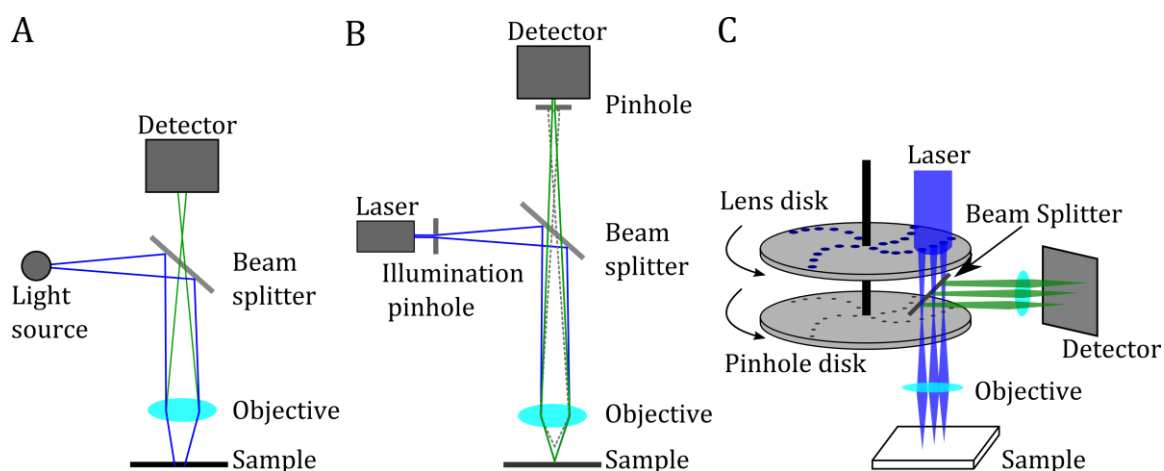 A
Detector
Light
source
Beam
splitter
Objective
Sample
B
Detector
Pinhole
Laser
Illumination
pinhole
Beam
splitter
Objective
Sample
C
Laser
Lens disk
Beam Splitter
Pinhole disk
Detector
Objective
Sample